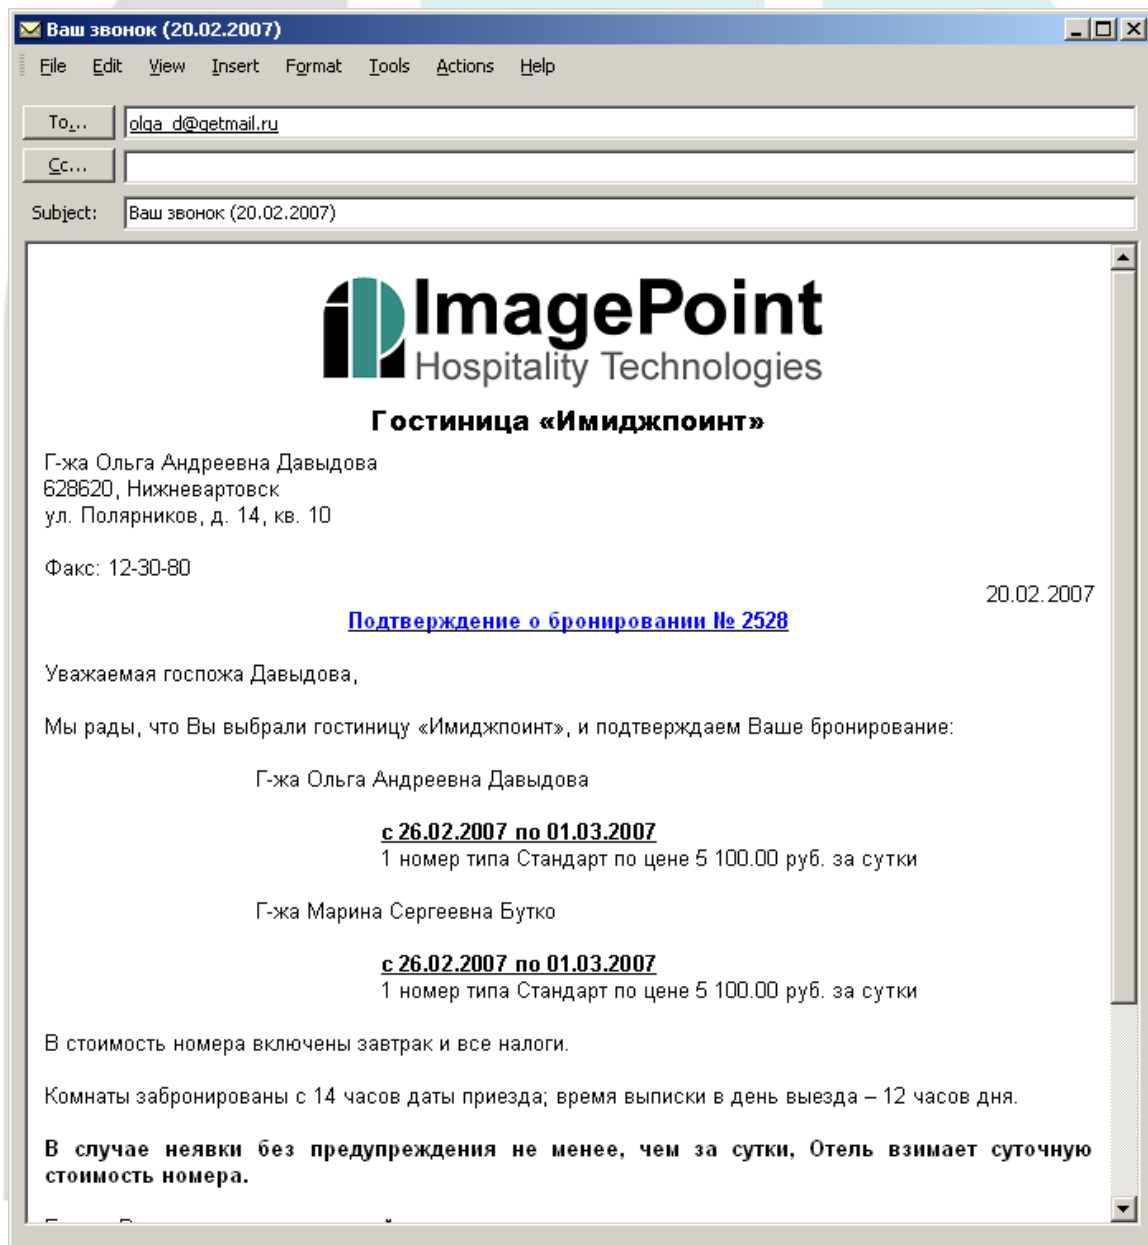 Ваш звонок (20.02.2007)
File Edit View Insert Format Tools Actions Help
To... olga_d@getmail.ru
Cc...
Subject: Ваш звонок (20.02.2007)
ImagePoint
Hospitality Technologies
Гостиница «Имиджпоинт»
Г-жа Ольга Андреевна Давыдова
628620, Нижневартовск
ул. Полярников, д. 14, кв. 10
Факс: 12-30-80
20.02.2007
Подтверждение о бронировании № 2528
Уважаемая госпожа Давыдова,
Мы рады, что Вы выбрали гостиницу «Имиджпоинт», и подтверждаем Ваше бронирование:
Г-жа Ольга Андреевна Давыдова
с 26.02.2007 по 01.03.2007
1 номер типа Стандарт по цене 5 100.00 руб. за сутки
Г-жа Марина Сергеевна Бутко
с 26.02.2007 по 01.03.2007
1 номер типа Стандарт по цене 5 100.00 руб. за сутки
В стоимость номера включены завтрак и все налоги.
Комнаты забронированы с 14 часов даты приезда; время выписки в день выезда – 12 часов дня.
В случае неявки без предупреждения не менее, чем за сутки, Отель взимает суточную
стоимость номера.